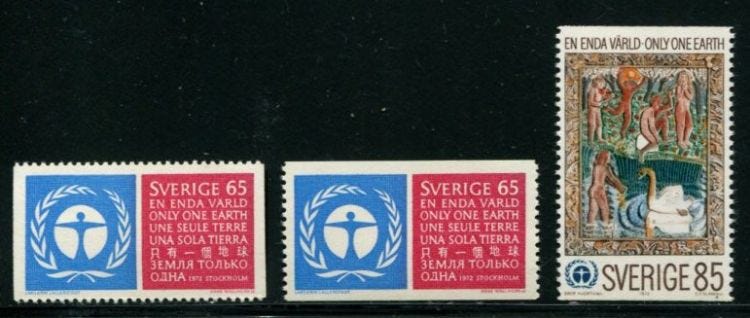 SVERIGE 65
EN ENDA VÄRLD
ONLY ONE EARTH
UNE SEULE TERRE
UNA SOLA TIERRA
只有一個地球
ЗЕМЛЯ ТОЛЬКО
ОДНА 1972 STOCKHOLM
SVERIGE 65
EN ENDA VÄRLD
ONLY ONE EARTH
UNE SEULE TERRE
UNA SOLA TIERRA
只有一個地球
ЗЕМЛЯ ТОЛЬКО
ОДНА 1972 STOCKHOLM
EN ENDA VÄRLD·ONLY ONE EARTH
SVERIGE 85
1972